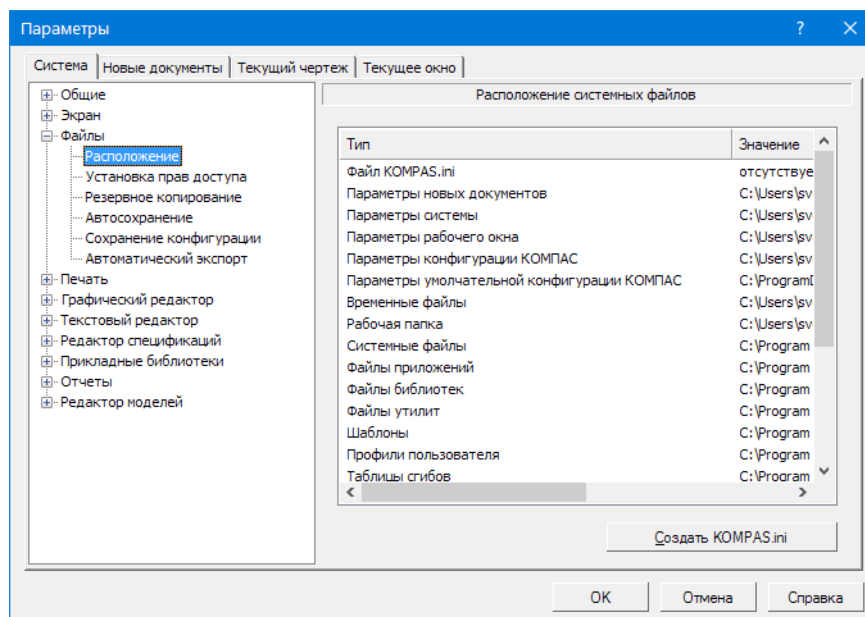 Параметры
?
Система
Новые документы
Текущий чертеж
Текущее окно
Общие
Экран
Файлы
Расположение
Установка прав доступа
Резервное копирование
Автосохранение
Сохранение конфигурации
Автоматический экспорт
Печать
Графический редактор
Текстовый редактор
Редактор спецификаций
Прикладные библиотеки
Отчеты
Редактор моделей
Расположение системных файлов
Тип Значение
Файл KOMPAS.ini отсутствуе
Параметры новых документов C:\Users\sv
Параметры системы C:\Users\sv
Параметры рабочего окна C:\Users\sv
Параметры конфигурации КОМПАС C:\Users\sv
Параметры умолчательной конфигурации КОМПАС C:\ProgramD
Временные файлы C:\Users\sv
Рабочая папка C:\Users\sv
Системные файлы C:\Program
Файлы приложений C:\Program
Файлы библиотек C:\Program
Файлы утилит C:\Program
Шаблоны C:\Program
Профили пользователя C:\Program
Таблицы сгибов C:\Program
Создать KOMPAS.ini
OK
Отмена
Справка